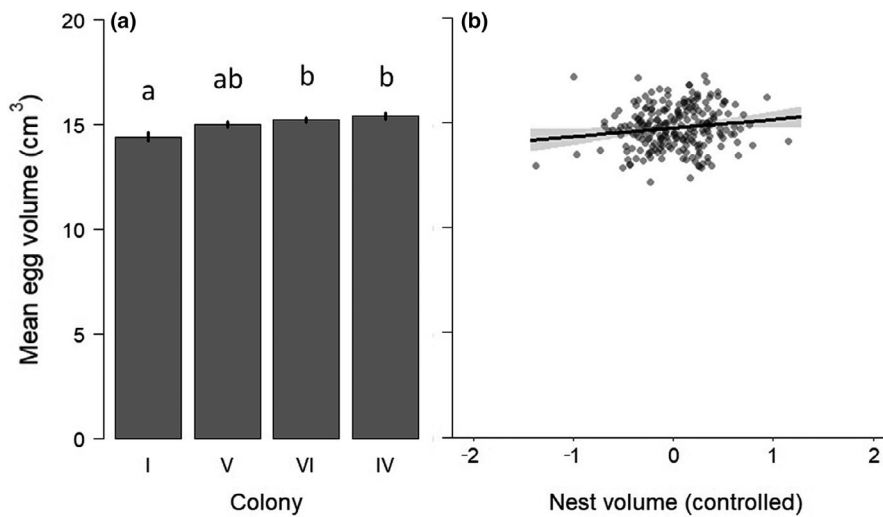 (a)
20
15
10
5
0
Mean egg volume (cm³)
a
ab
b
b
I
V
VI
IV
Colony
(b)
−2
−1
0
1
2
Nest volume (controlled)